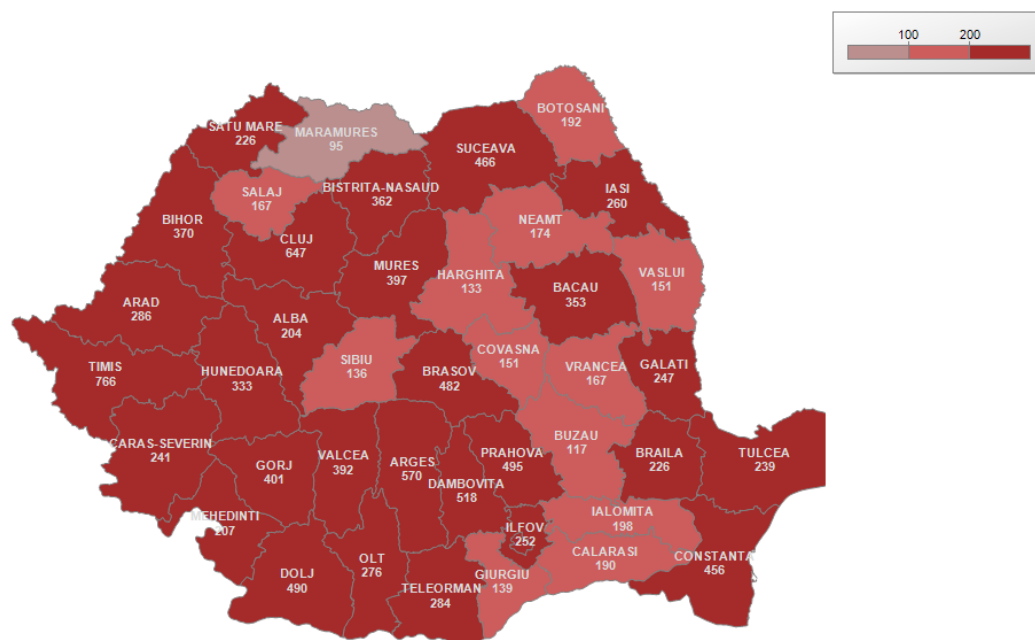 100 200
BOTOSANI
192
SATU MARE
226
MARAMURES
95
SUCEAVA
466
IASI
260
SALAJ
167
BISTRITA-NASAUD
362
NEAMT
174
BIHOR
370
CLUJ
647
MURES
397
HARGHITA
133
BACAU
353
VASLUI
151
ARAD
286
ALBA
204
TIMIS
766
HUNEDOARA
333
SIBIU
136
BRASOV
482
COVASNA
151
VRANCEA
167
GALATI
247
CARAS-SEVERIN
241
GORJ
401
VALCEA
392
ARGES
570
DAMBOVITA
518
PRAHOVA
495
BUZAU
117
BRAILA
226
TULCEA
239
MEHEDINTI
207
ILFOV
252
IALOMITA
198
CALARASI
190
CONSTANTA
456
DOLJ
490
OLT
276
TELEORMAN
284
GIURGIU
139